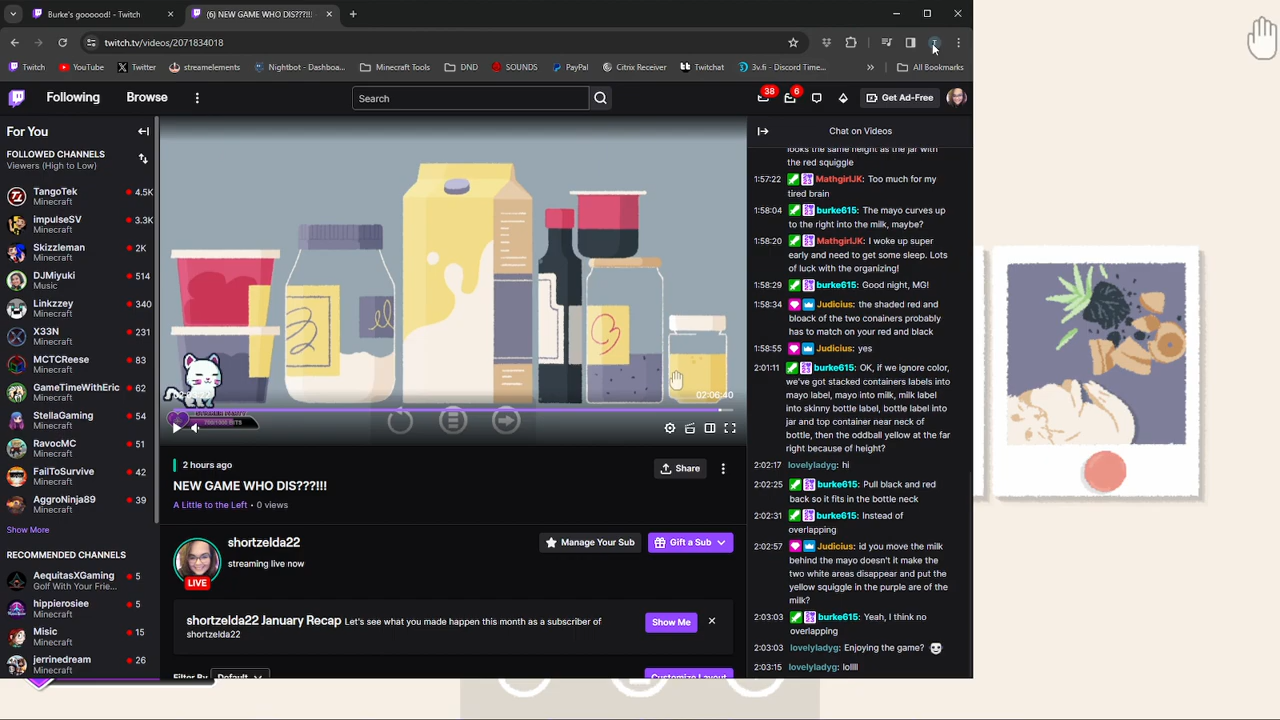 Burke's gooood! - Twitch
(6) NEW GAME WHO DIS???!!!
twitch.tv/videos/2071834018
Twitch
YouTube
Twitter
streamelements
Nightbot - Dashboa...
Minecraft Tools
DND
SOUNDS
PayPal
Citrix Receiver
Twitchat
3v.fi - Discord Time...
All Bookmarks
Following
Browse
Search
38
6
Get Ad-Free
For You
FOLLOWED CHANNELS
Viewers (High to Low)
TangoTek
4.5K
Minecraft
impulseSV
3.3K
Minecraft
Skizzleman
2K
Minecraft
DJMiyuki
514
Music
Linkzzey
340
Minecraft
X33N
231
Minecraft
MCTCReese
83
Minecraft
GameTimeWithEric
62
Minecraft
StellaGaming
54
Minecraft
RavocMC
51
Minecraft
FailToSurvive
42
Minecraft
AggroNinja89
39
Minecraft
Show More
RECOMMENDED CHANNELS
AequitasXGaming
5
Golf With Your Frie...
hippierosiee
5
Minecraft
Misic
15
Minecraft
jerrinedream
26
Minecraft
02:06:40
2 hours ago
Share
NEW GAME WHO DIS???!!!
A Little to the Left • 0 views
shortzelda22
streaming live now
LIVE
Manage Your Sub
Gift a Sub
shortzelda22 January Recap Let's see what you made happen this month as a subscriber of
shortzelda22
Show Me
Filter By
Default
Customize Layout
Chat on Videos
looks the same height as the jar with
the red squiggle
1:57:22 MathgirlJK: Too much for my
tired brain
1:58:04 burke615: The mayo curves up
to the right into the milk, maybe?
1:58:20 MathgirlJK: I woke up super
early and need to get some sleep. Lots
of luck with the organizing!
1:58:29 burke615: Good night, MG!
1:58:34 Judicius: the shaded red and
bloack of the two conainers probably
has to match on your red and black
1:58:55 Judicius: yes
2:01:11 burke615: OK, if we ignore color,
we've got stacked containers labels into
mayo label, mayo into milk, milk label
into skinny bottle label, bottle label into
jar and top container near neck of
bottle, then the oddball yellow at the far
right because of height?
2:02:17 lovelyladyg: hi
2:02:25 burke615: Pull black and red
back so it fits in the bottle neck
2:02:31 burke615: Instead of
overlapping
2:02:57 Judicius: id you move the milk
behind the mayo doesn't it make the
two white areas disappear and put the
yellow squiggle in the purple are of the
milk?
2:03:03 burke615: Yeah, I think no
overlapping
2:03:03 lovelyladyg: Enjoying the game?
2:03:15 lovelyladyg: lollll